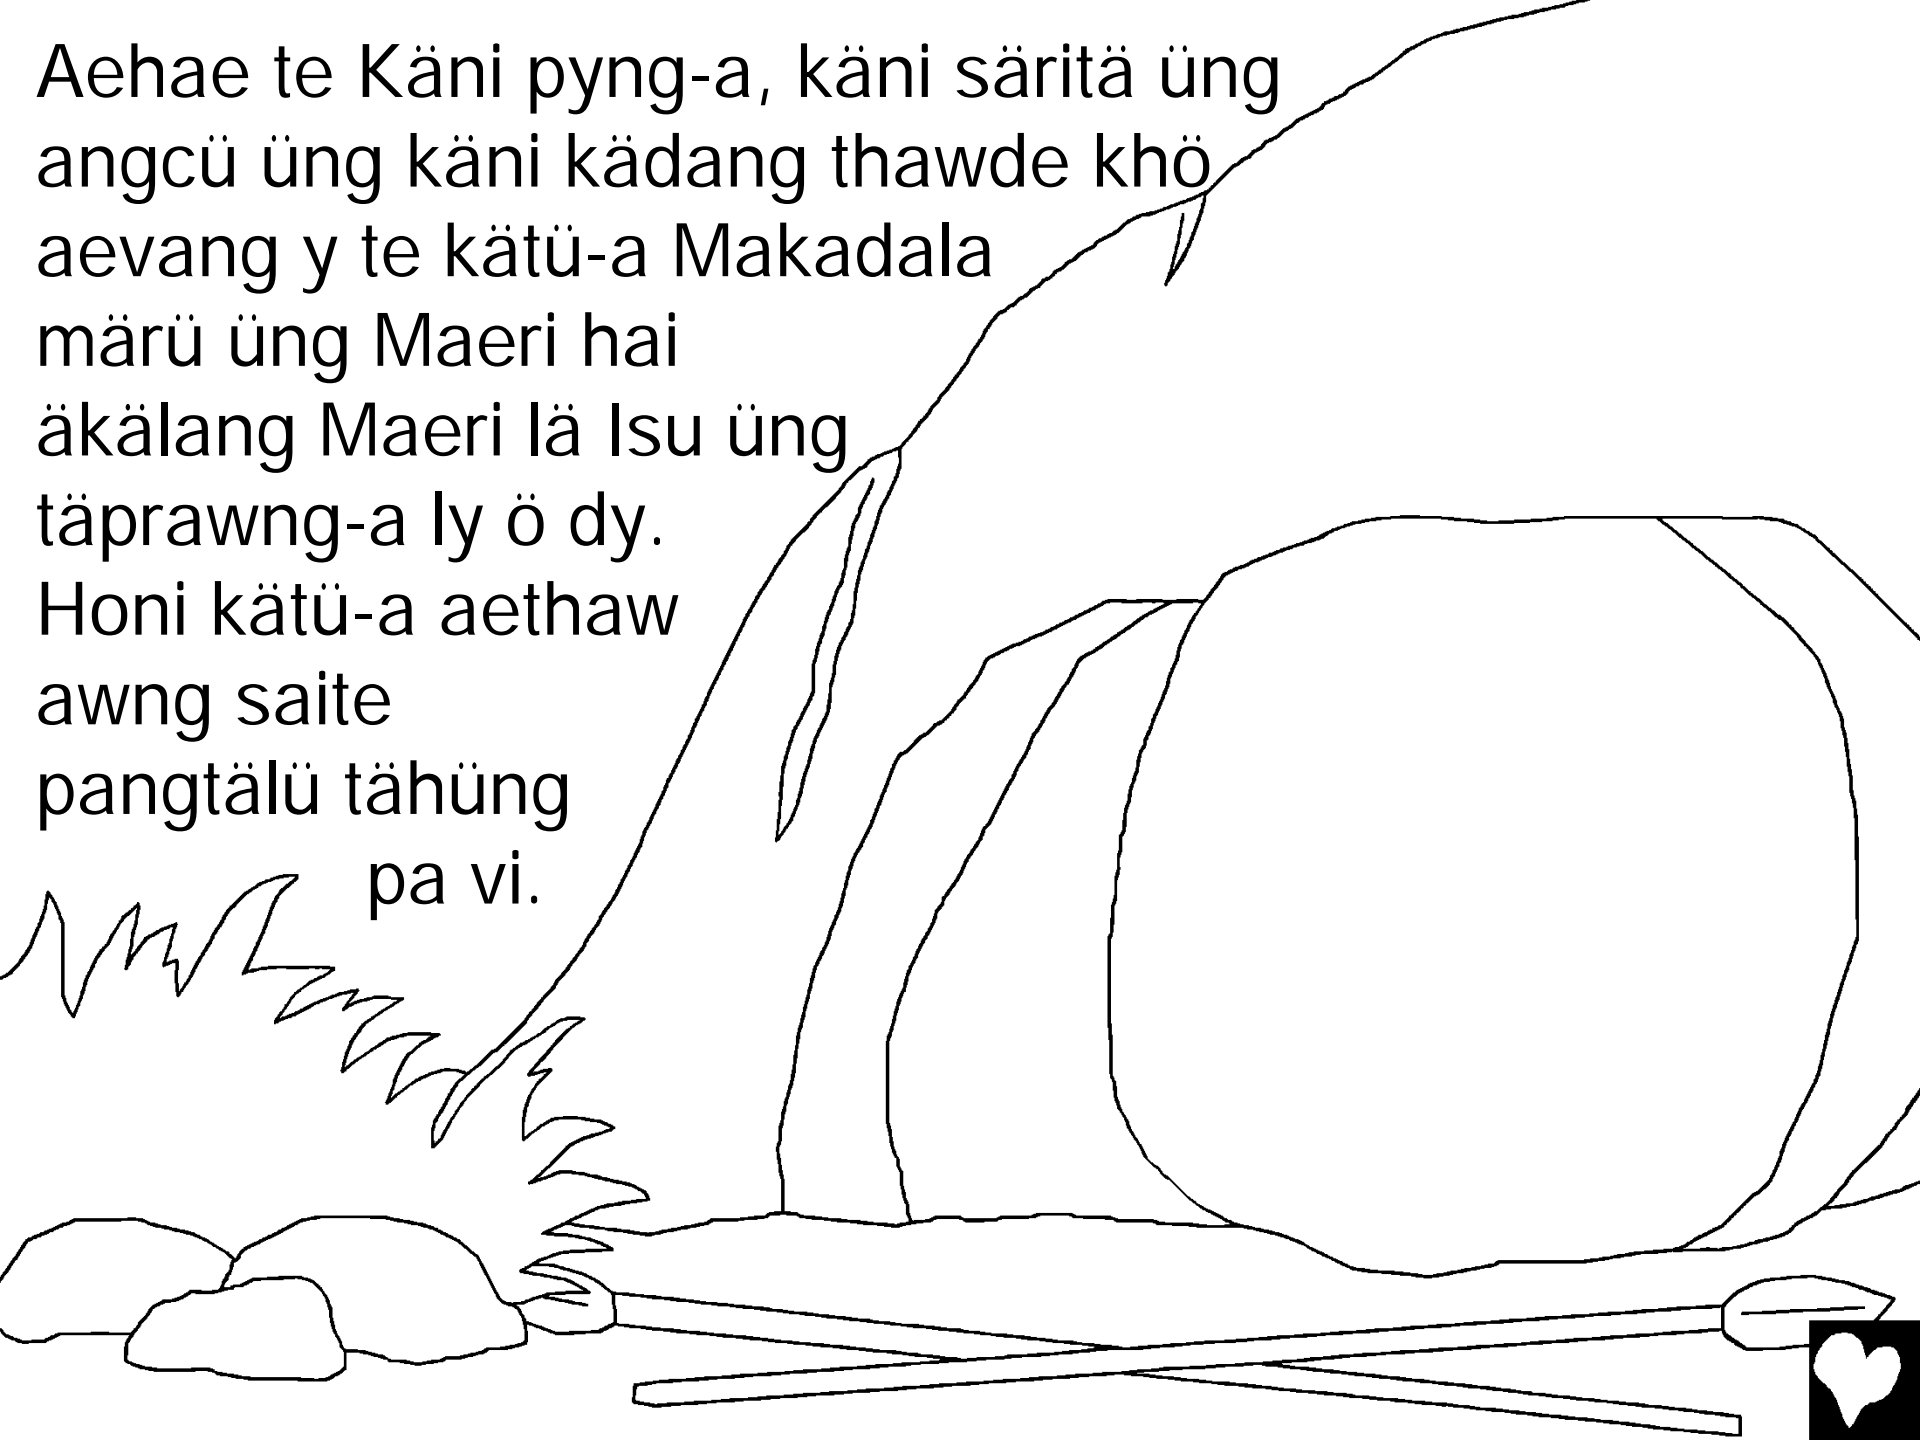 Aehae te Käni pyng-a, käni säritä üng
angcü üng käni kädang thawde khö
aevang y te kätü-a Makadala
märü üng Maeri hai
äkälang Maeri lä Isu üng
täprawng-a ly ö dy.
Honi kätü-a aethaw
awng saite
pangtälü tähüng
pa vi.